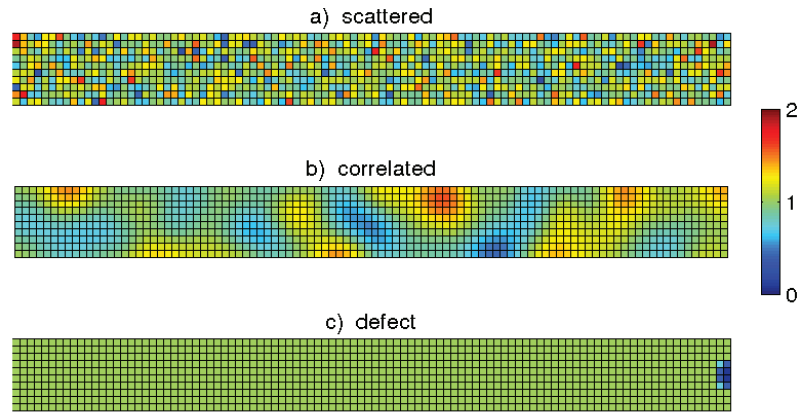 a) scattered
b) correlated
2
1
0
c) defect